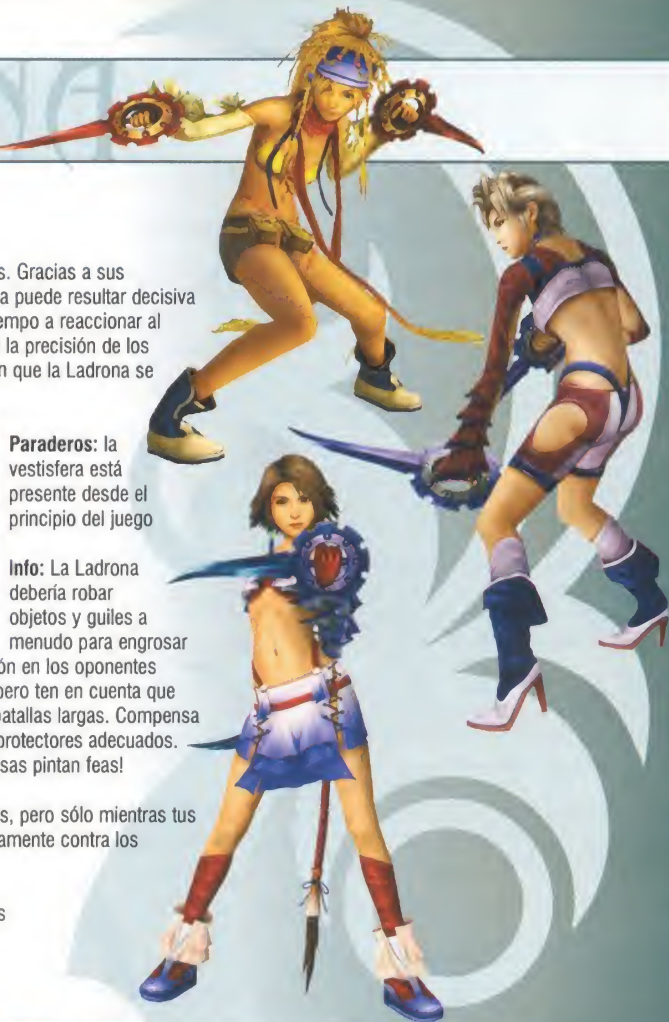 NA
s. Gracias a sus
a puede resultar decisiva
empo a reaccionar al
la precisión de los
n que la Ladrona se
Paraderos: la
vestisfera está
presente desde el
principio del juego
Info: La Ladrona
debería robar
objetos y guiles a
menudo para engrosar
ón en los oponentes
pero ten en cuenta que
batallas largas. Compensa
protectores adecuados.
sas pintan feas!
s, pero sólo mientras tus
amente contra los
s